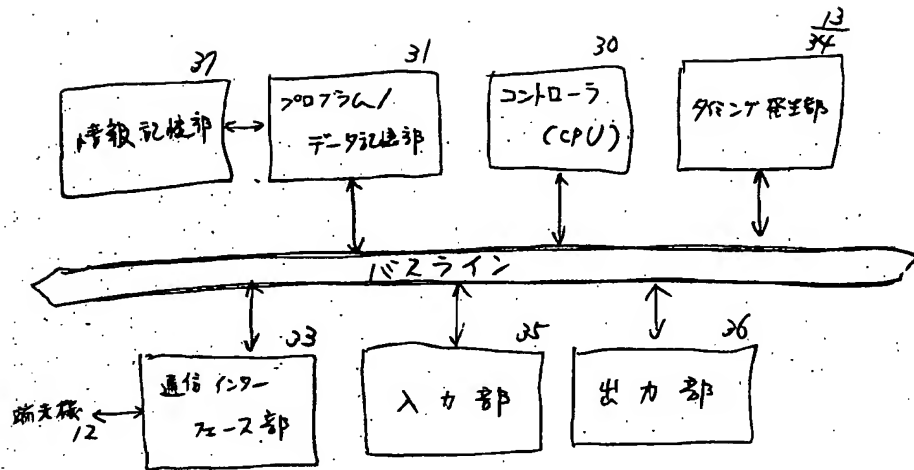 37
31
30
13
34
情報記憶部
プログラム/
データ記憶部
コントローラ
(CPU)
タイミング発生部
バスライン
33
35
36
通信インター
フェース部
入力部
出力部
端末機
12